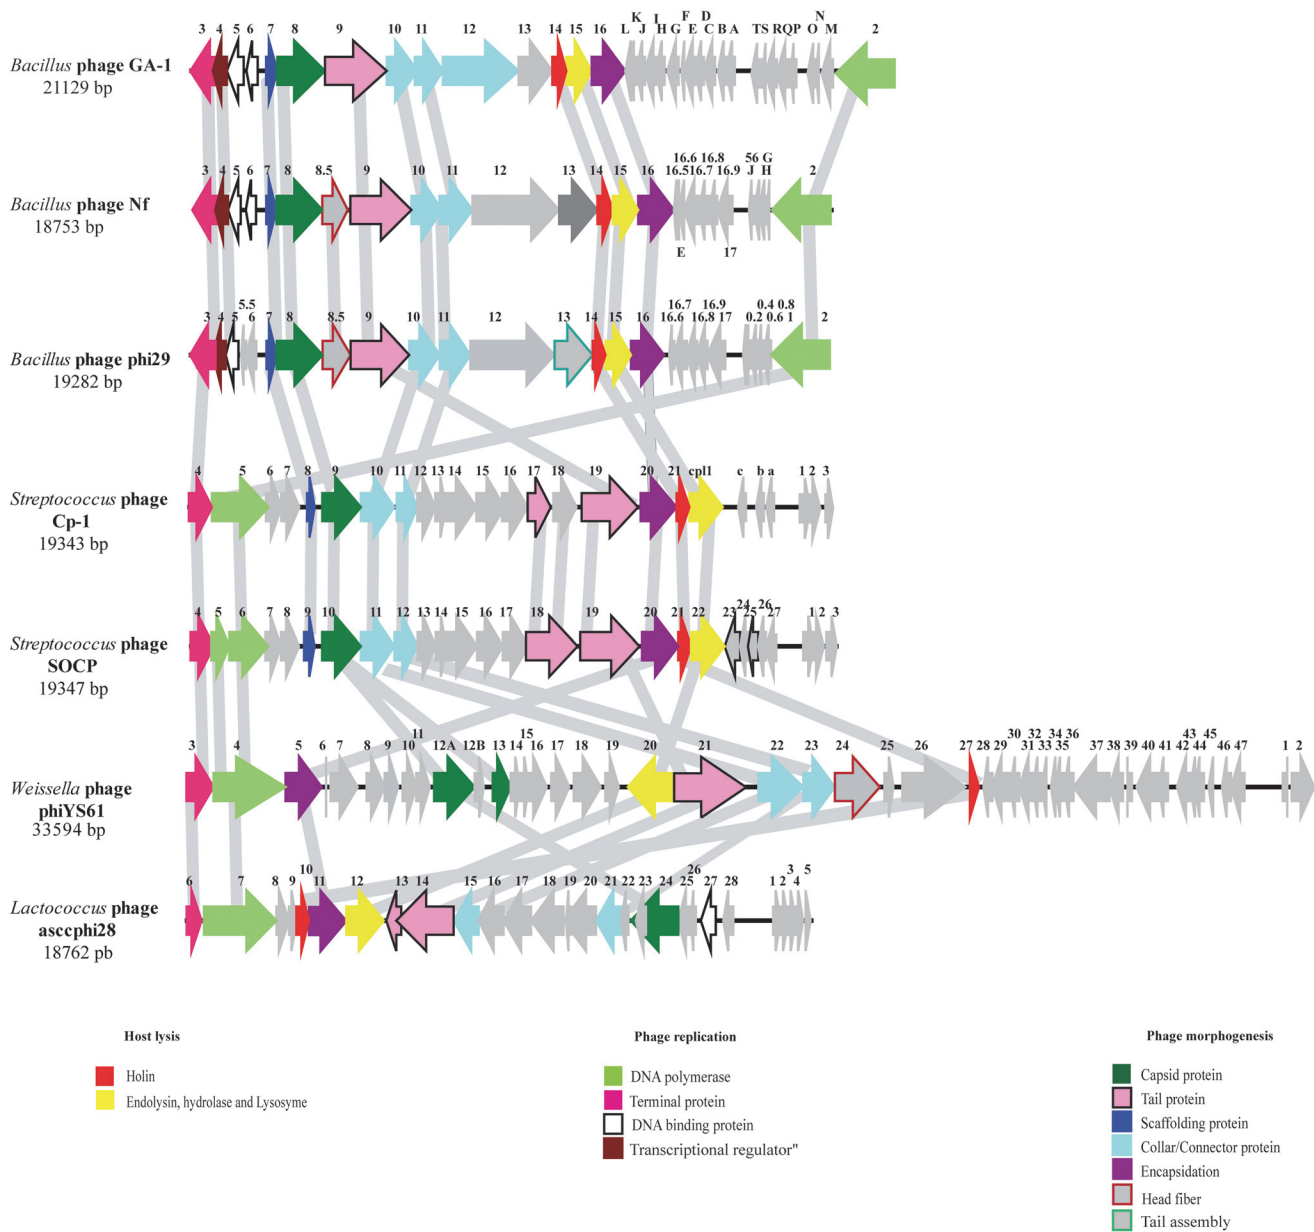 K I F D N
3 4 5 6 7 8 9 10 11 12 13 14 15 16 L J H G E C B A TS RQP O M 2
Bacillus phage GA-1
21129 bp
16.6 16.8 56 G
3 4 5 6 7 8 8.5 9 10 11 12 13 14 15 16 16.5 16.7 16.9 J H 2
Bacillus phage Nf
18753 bp
E 17
5.5 16.7 16.9 0.4 0.8
3 4 5 6 7 8 8.5 9 10 11 12 13 14 15 16 16.6 16.8 17 0.2 0.6 1 2
Bacillus phage phi29
19282 bp
4 5 6 7 8 9 10 11 12 13 14 15 16 17 18 19 20 21 cpl1 c b a 1 2 3
Streptococcus phage
Cp-1
19343 bp
24 26
4 5 6 7 8 9 10 11 12 13 14 15 16 17 18 19 20 21 22 23 25 27 1 2 3
Streptococcus phage
SOCP
19347 bp
11 15 30 32 34 36 39 41 43 45
3 4 5 6 7 8 9 10 12A 12B 13 14 16 17 18 19 20 21 22 23 24 25 26 27 28 29 31 33 35 37 38 40 42 44 46 47 1 2
Weissella phage
phiYS61
33594 bp
10 26 3 5
6 7 8 9 11 12 13 14 15 16 17 18 19 20 21 22 23 24 25 27 28 1 2 4
Lactococcus phage
asccphi28
18762 pb
Host lysis
Holin
Endolysin, hydrolase and Lysosyme
Phage replication
DNA polymerase
Terminal protein
DNA binding protein
Transcriptional regulator"
Phage morphogenesis
Capsid protein
Tail protein
Scaffolding protein
Collar/Connector protein
Encapsidation
Head fiber
Tail assembly